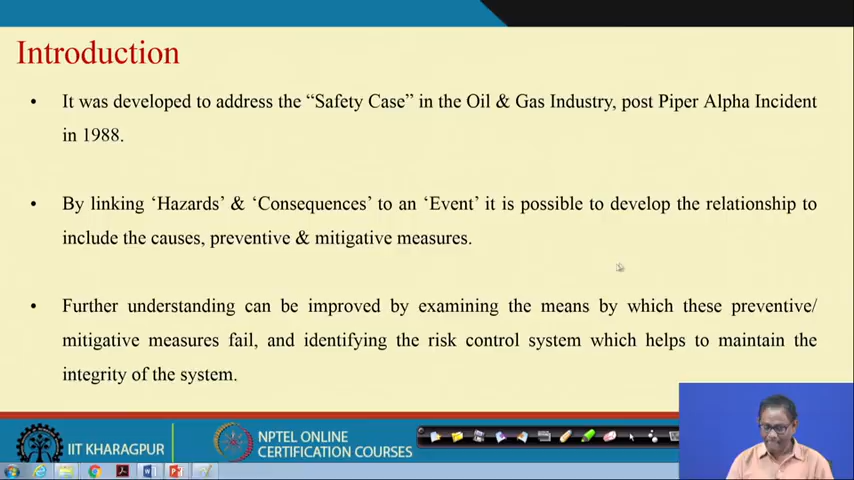 Introduction
• It was developed to address the “Safety Case” in the Oil & Gas Industry, post Piper Alpha Incident
in 1988.
• By linking ‘Hazards’ & ‘Consequences’ to an ‘Event’ it is possible to develop the relationship to
include the causes, preventive & mitigative measures.
• Further understanding can be improved by examining the means by which these preventive/
mitigative measures fail, and identifying the risk control system which helps to maintain the
integrity of the system.
IIT KHARAGPUR
NPTEL ONLINE
CERTIFICATION COURSES